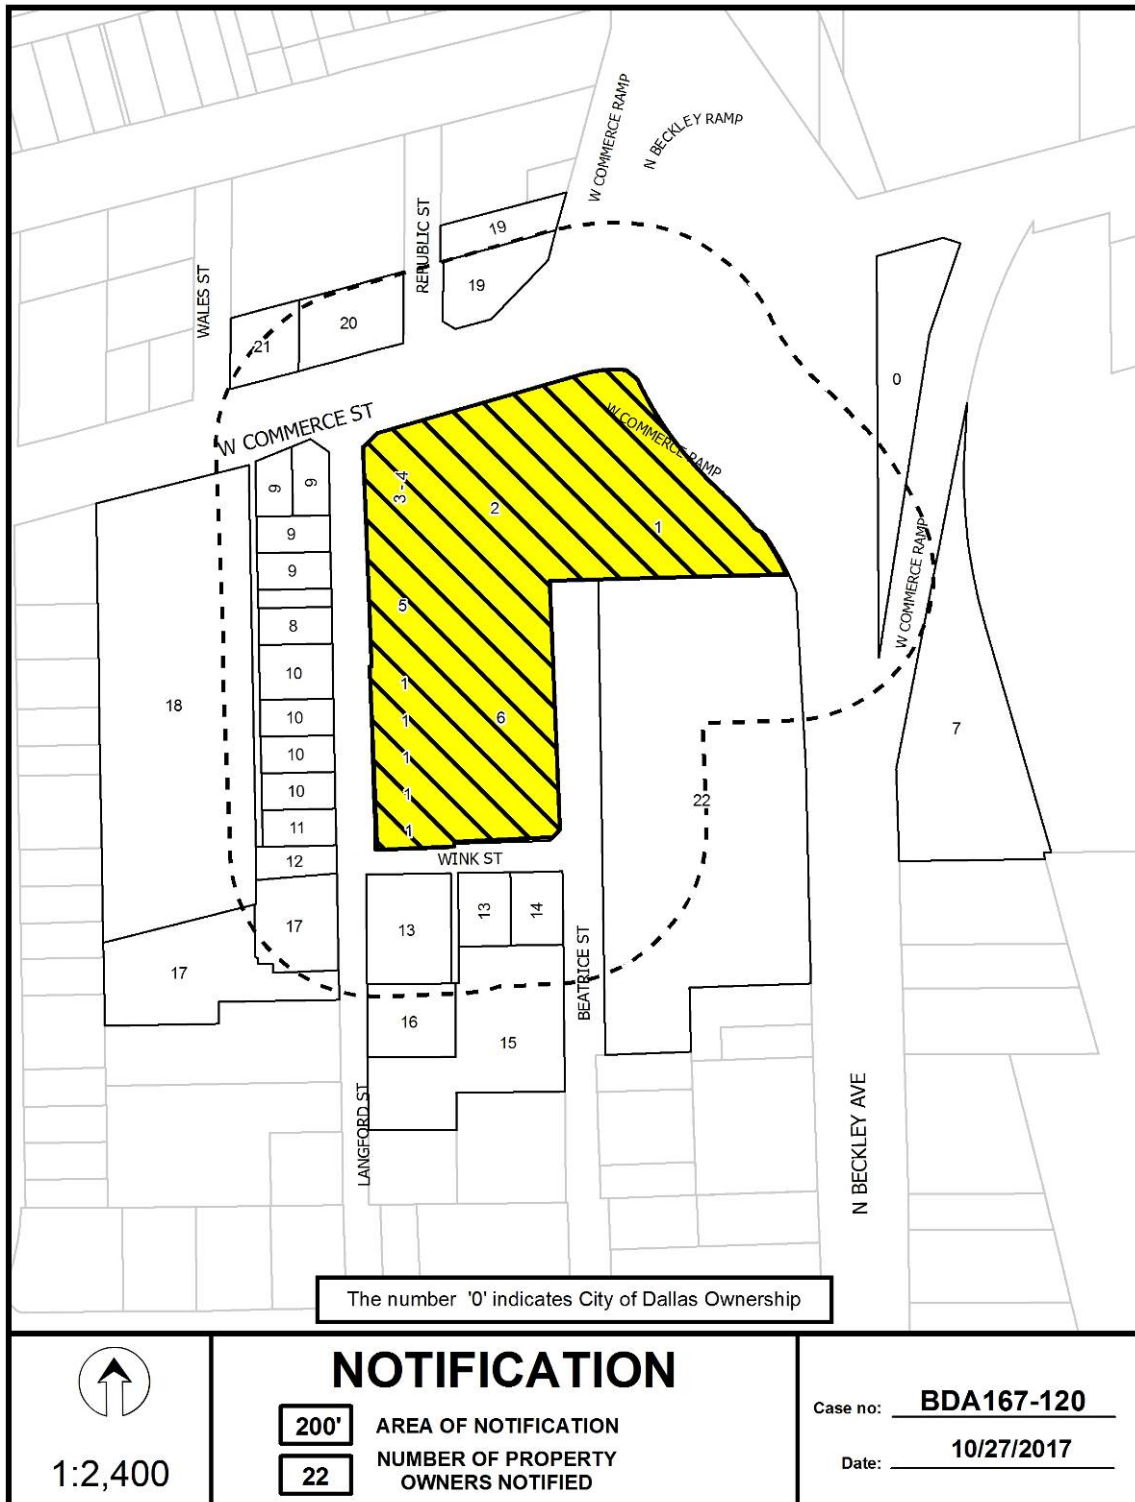 W COMMERCE RAMP
N BECKLEY RAMP
REPUBLIC ST
19
WALES ST
19
20
21
0
W COMMERCE ST
W COMMERCE RAMP
3 - 4
2
1
9
9
9
9
W COMMERCE RAMP
5
8
10
1
18
10
1
6
7
10
1
10
1
22
11
1
12
WINK ST
13
13
14
17
BEATRICE ST
17
16
15
LANGFORD ST
N BECKLEY AVE
The number '0' indicates City of Dallas Ownership
1:2,400
NOTIFICATION
200' AREA OF NOTIFICATION
22 NUMBER OF PROPERTY
OWNERS NOTIFIED
Case no: BDA167-120
Date: 10/27/2017